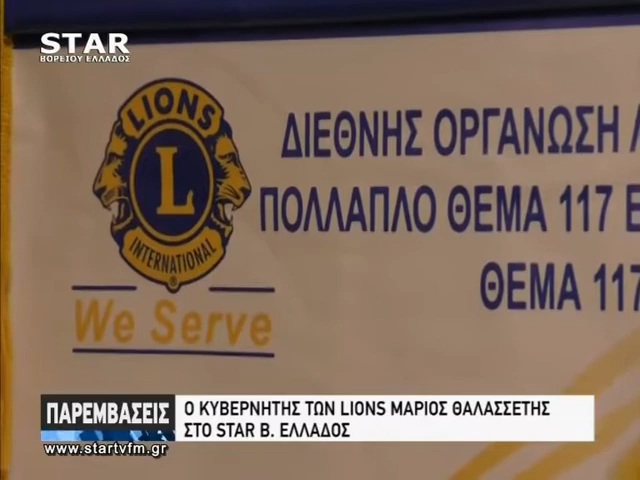 STAR
ΒΟΡΕΙΟΥ ΕΛΛΑΔΟΣ
LIONS
L
INTERNATIONAL
®
We Serve
ΔΙΕΘΝΗΣ ΟΡΓΑΝΩΣΗ
ΠΟΛΛΑΠΛΟ ΘΕΜΑ 117 Ε
ΘΕΜΑ 117
ΠΑΡΕΜΒΑΣΕΙΣ
Ο ΚΥΒΕΡΝΗΤΗΣ ΤΩΝ LIONS ΜΑΡΙΟΣ ΘΑΛΑΣΣΕΤΗΣ
ΣΤΟ STAR Β. ΕΛΛΑΔΟΣ
www.startvfm.gr